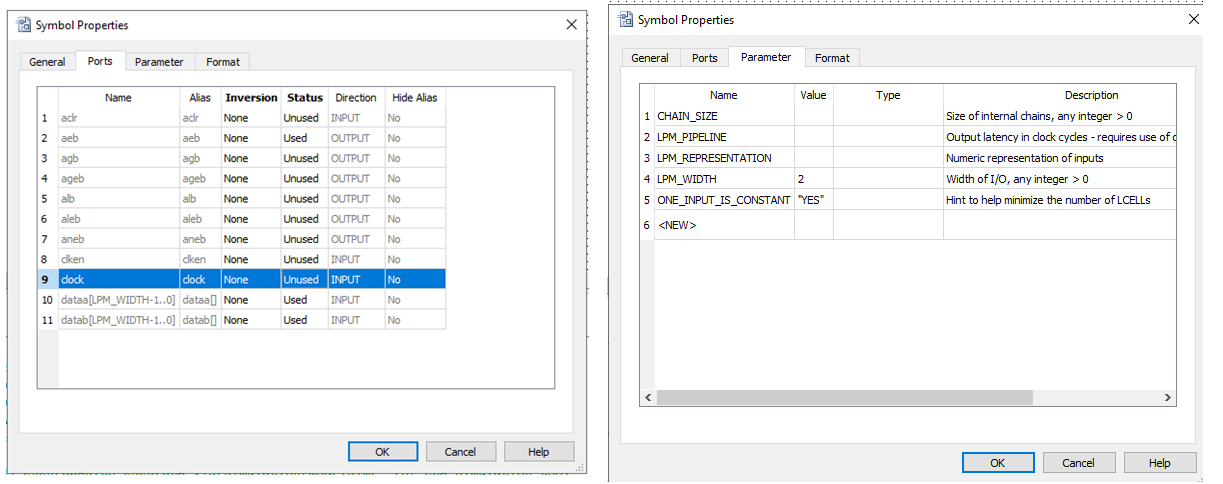 Symbol Properties
General Ports Parameter Format
Name Alias Inversion Status Direction Hide Alias
1 aclr aclr None Unused INPUT No
2 aeb aeb None Used OUTPUT No
3 agb agb None Unused OUTPUT No
4 ageb ageb None Unused OUTPUT No
5 alb alb None Unused OUTPUT No
6 aleb aleb None Unused OUTPUT No
7 aneb aneb None Unused OUTPUT No
8 clken clken None Unused INPUT No
9 clock clock None Unused INPUT No
10 dataa[LPM_WIDTH-1..0] dataa[] None Used INPUT No
11 datab[LPM_WIDTH-1..0] datab[] None Used INPUT No
OK Cancel Help
Symbol Properties
General Ports Parameter Format
Name Value Type Description
1 CHAIN_SIZE Size of internal chains, any integer > 0
2 LPM_PIPELINE Output latency in clock cycles - requires use of
3 LPM_REPRESENTATION Numeric representation of inputs
4 LPM_WIDTH 2 Width of I/O, any integer > 0
5 ONE_INPUT_IS_CONSTANT "YES" Hint to help minimize the number of LCELLs
6 <NEW>
OK Cancel Help